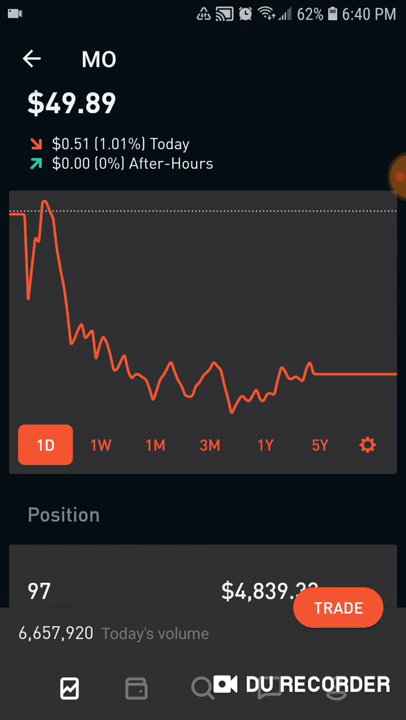 62% 6:40 PM
MO
$49.89
$0.51 (1.01%) Today
$0.00 (0%) After-Hours
1D 1W 1M 3M 1Y 5Y
Position
97
TRADE
6,657,920 Today's volume
DU RECORDER